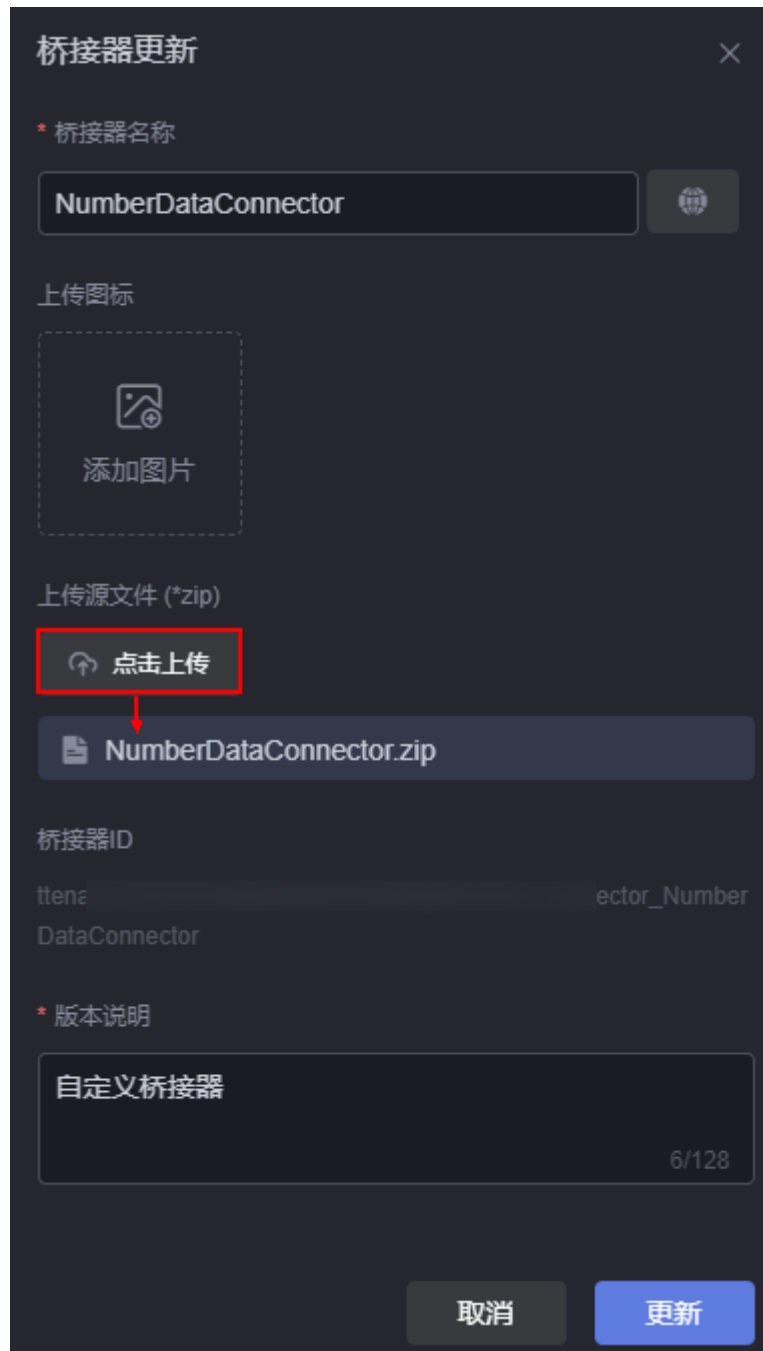 桥接器更新
* 桥接器名称
NumberDataConnector
上传图标
添加图片
上传源文件 (*zip)
点击上传
NumberDataConnector.zip
桥接器ID
ector_Number
DataConnector
* 版本说明
自定义桥接器
6/128
取消 更新